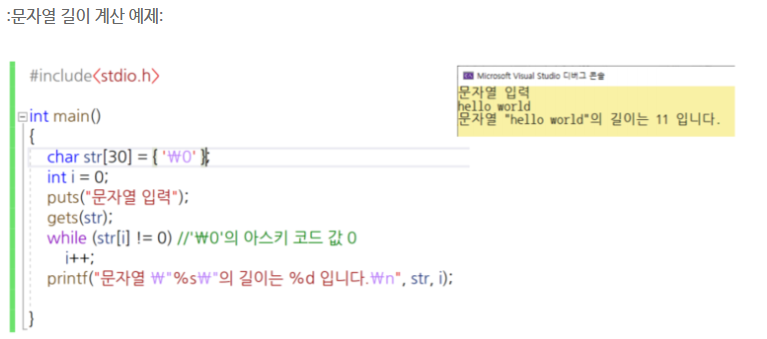 :문자열 길이 계산 예제:
#include<stdio.h>
int main()
{
char str[30] = { '₩0' };
int i = 0;
puts("문자열 입력");
gets(str);
while (str[i] != 0) //'₩0'의 아스키 코드 값 0
i++;
printf("문자열 ₩"%s₩"의 길이는 %d 입니다.₩n", str, i);
}
Microsoft Visual Studio 디버그 콘솔
문자열 입력
hello world
문자열 "hello world"의 길이는 11 입니다.